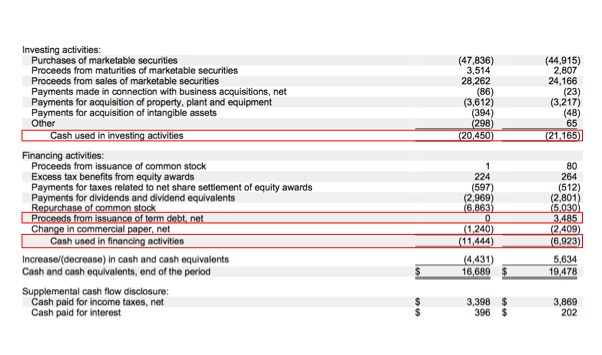 Investing activities:
Purchases of marketable securities (47,836) (44,915)
Proceeds from maturities of marketable securities 3,514 2,807
Proceeds from sales of marketable securities 28,262 24,166
Payments made in connection with business acquisitions, net (86) (23)
Payments for acquisition of property, plant and equipment (3,612) (3,217)
Payments for acquisition of intangible assets (394) (48)
Other (298) 65
Cash used in investing activities (20,450) (21,165)
Financing activities:
Proceeds from issuance of common stock 1 80
Excess tax benefits from equity awards 224 264
Payments for taxes related to net share settlement of equity awards (597) (512)
Payments for dividends and dividend equivalents (2,969) (2,801)
Repurchase of common stock (6,863) (5,030)
Proceeds from issuance of term debt, net 0 3,485
Change in commercial paper, net (1,240) (2,409)
Cash used in financing activities (11,444) (6,923)
Increase/(decrease) in cash and cash equivalents (4,431) 5,634
Cash and cash equivalents, end of the period $ 16,689 $ 19,478
Supplemental cash flow disclosure:
Cash paid for income taxes, net $ 3,398 $ 3,869
Cash paid for interest $ 396 $ 202